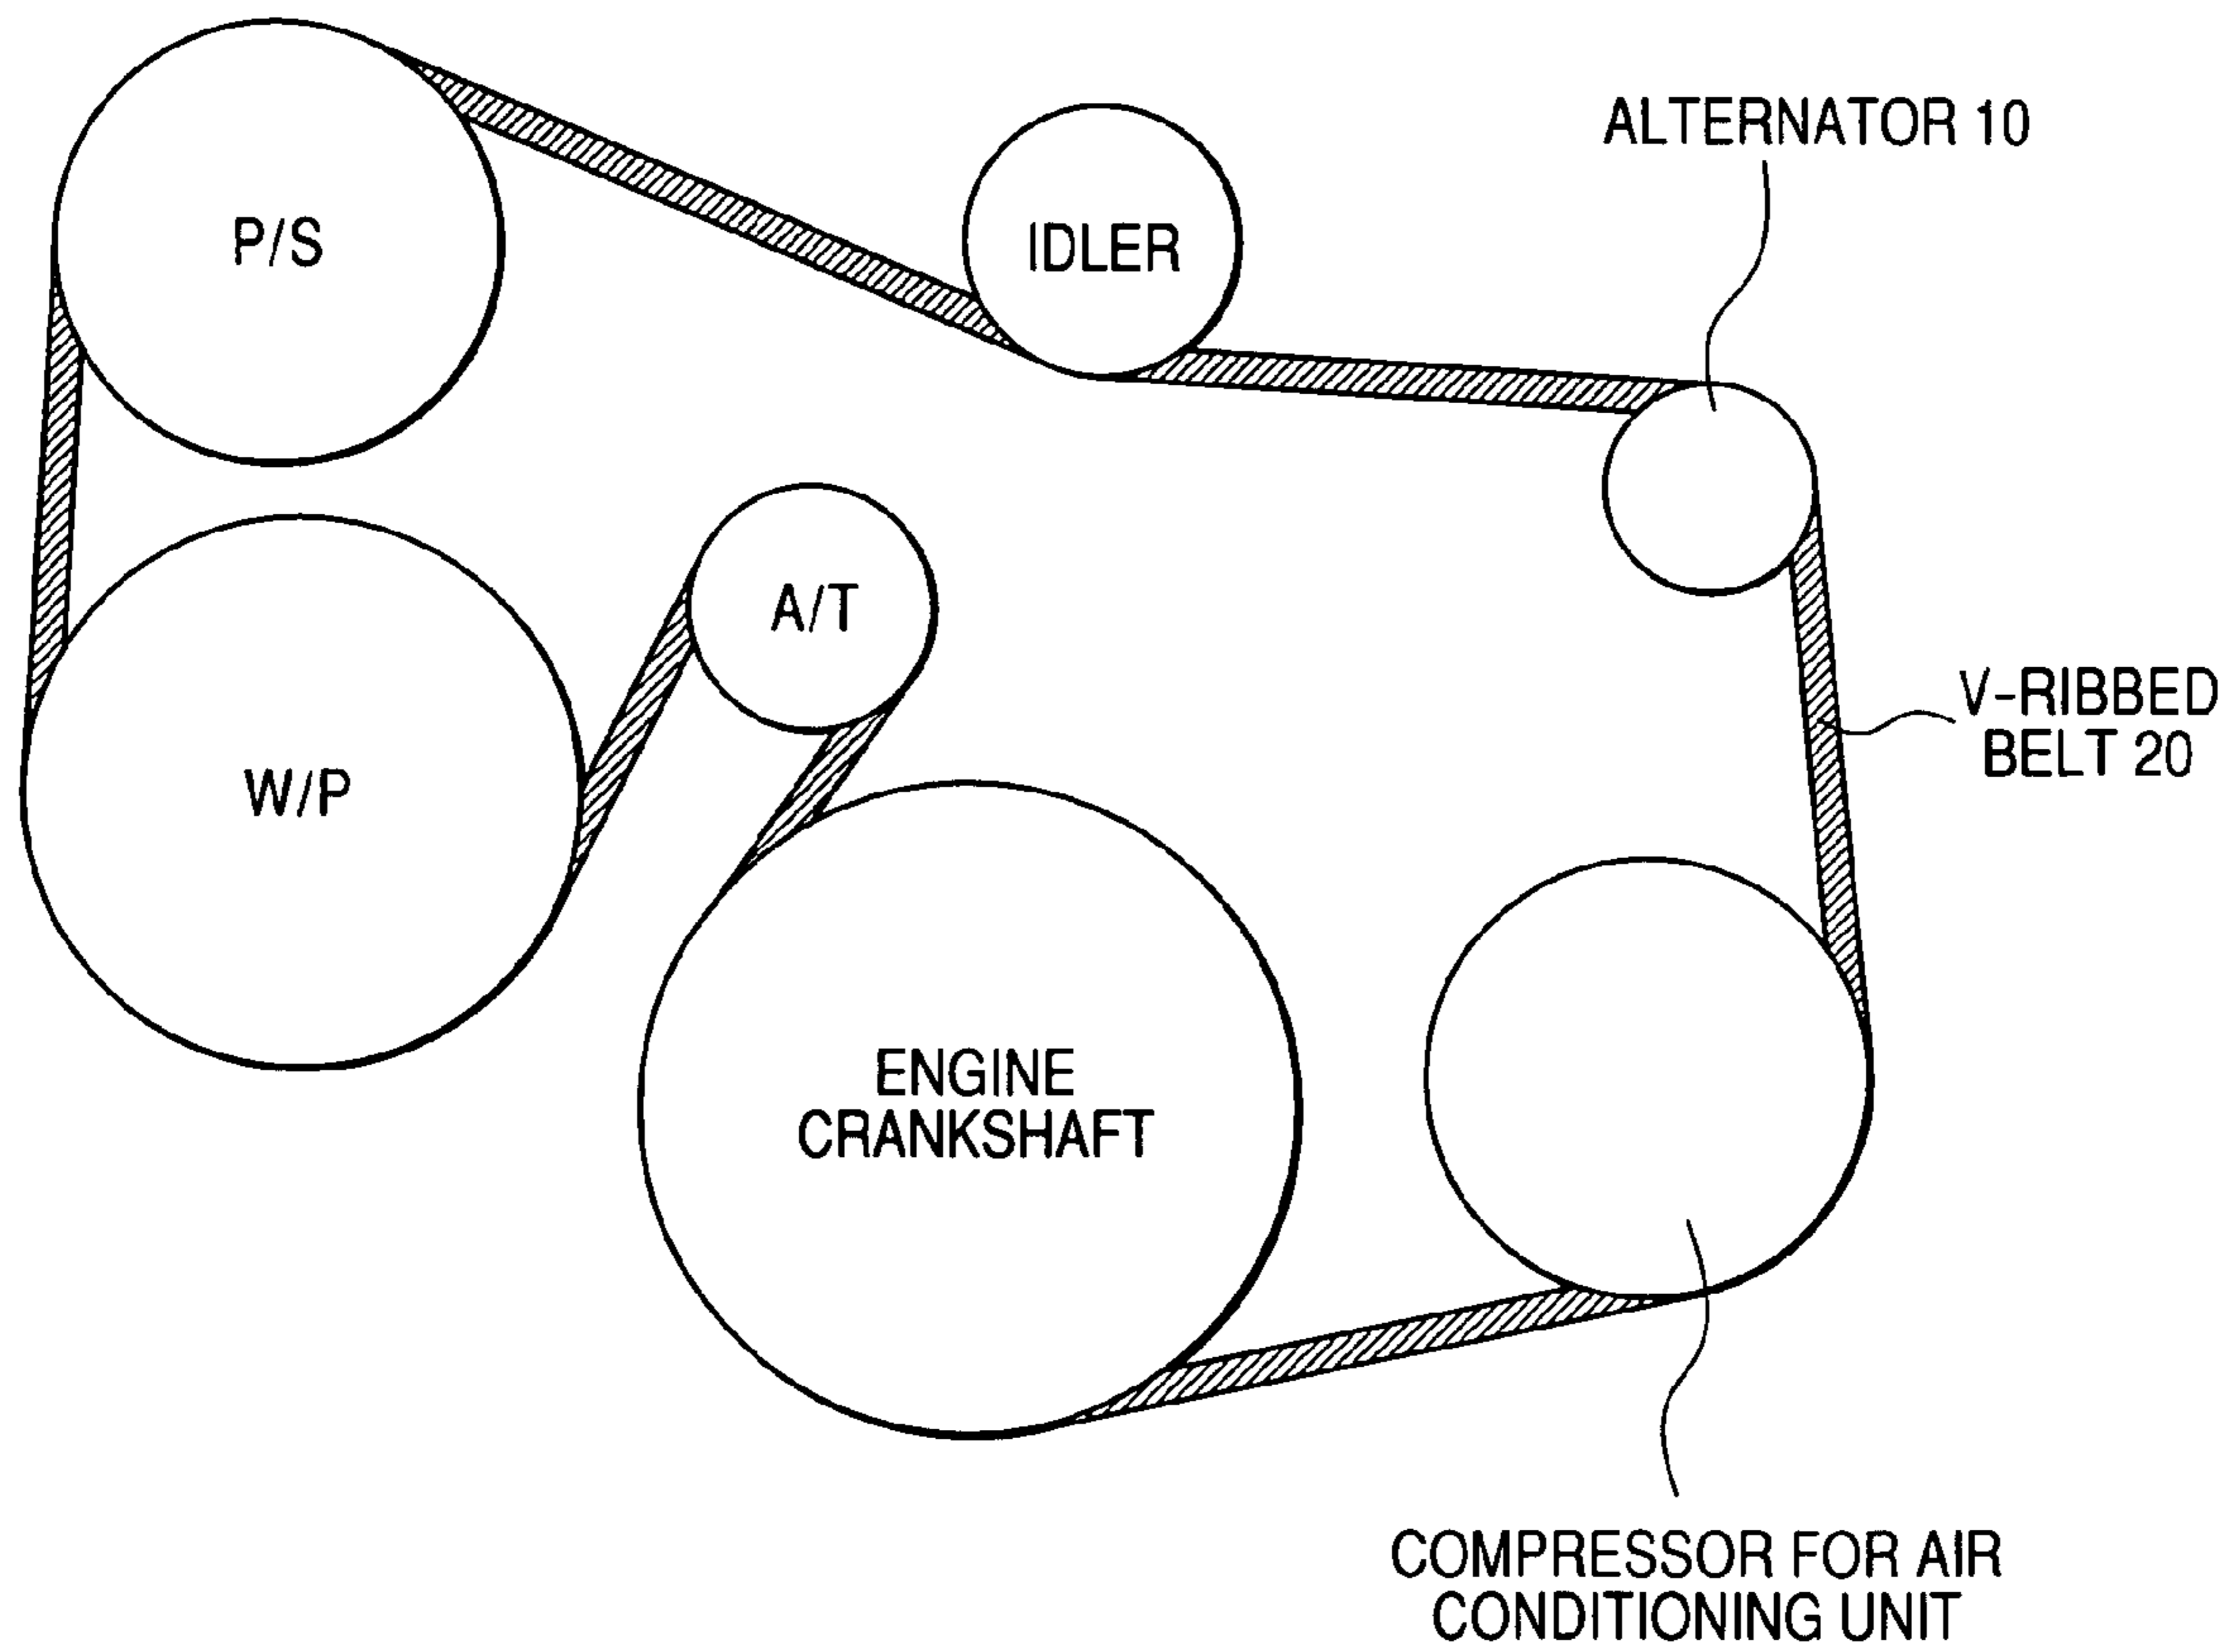 ALTERNATOR 10
P/S
IDLER
A/T
V-RIBBED
BELT 20
W/P
ENGINE
CRANKSHAFT
COMPRESSOR FOR AIR
CONDITIONING UNIT